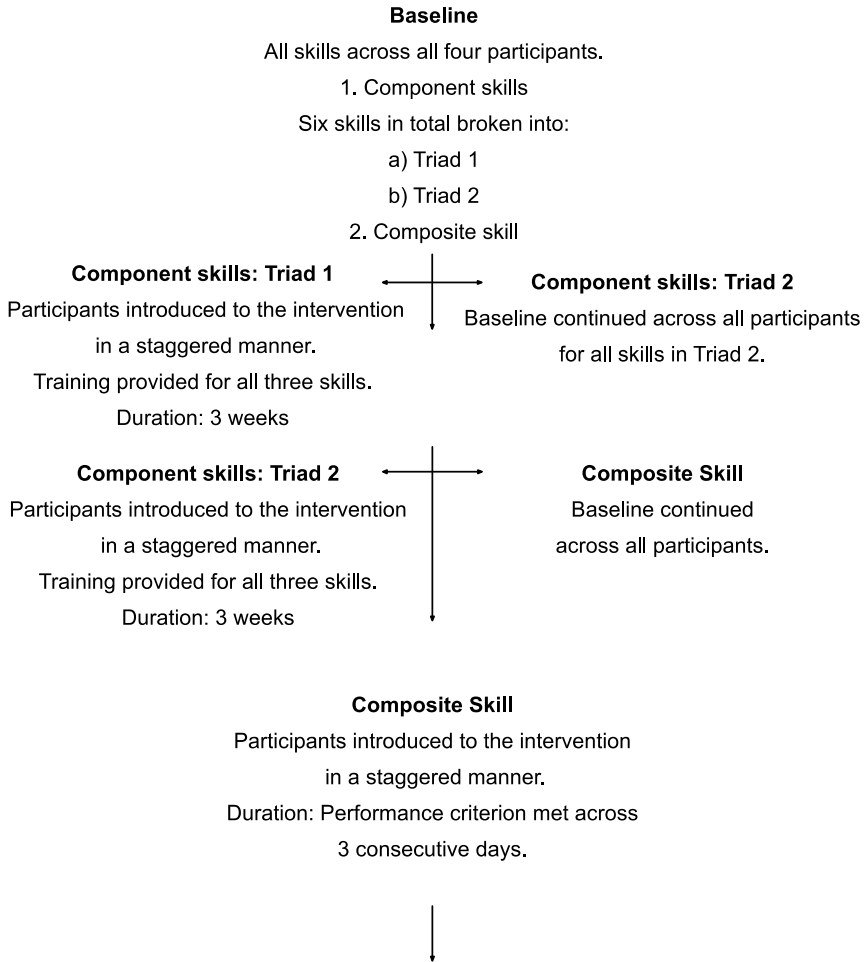 Baseline
All skills across all four participants.
1. Component skills
Six skills in total broken into:
a) Triad 1
b) Triad 2
2. Composite skill
Component skills: Triad 1
Participants introduced to the intervention
in a staggered manner.
Training provided for all three skills.
Duration: 3 weeks
Component skills: Triad 2
Baseline continued across all participants
for all skills in Triad 2.
Component skills: Triad 2
Participants introduced to the intervention
in a staggered manner.
Training provided for all three skills.
Duration: 3 weeks
Composite Skill
Baseline continued
across all participants.
Composite Skill
Participants introduced to the intervention
in a staggered manner.
Duration: Performance criterion met across
3 consecutive days.